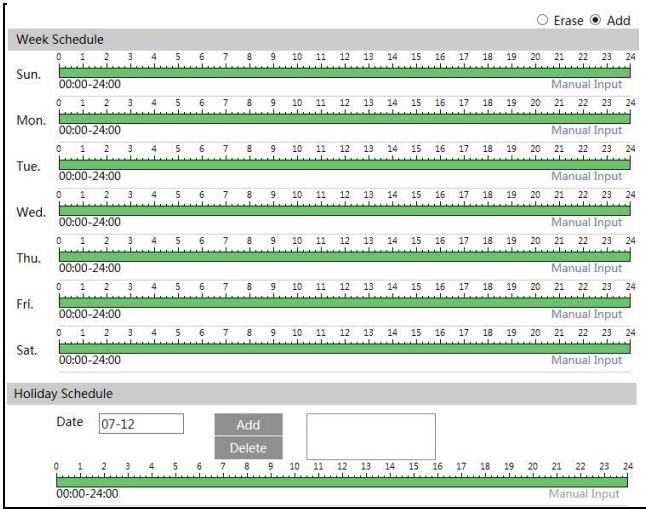 Erase Add
Week Schedule
0 1 2 3 4 5 6 7 8 9 10 11 12 13 14 15 16 17 18 19 20 21 22 23 24
Sun.
00:00-24:00 Manual Input
0 1 2 3 4 5 6 7 8 9 10 11 12 13 14 15 16 17 18 19 20 21 22 23 24
Mon.
00:00-24:00 Manual Input
0 1 2 3 4 5 6 7 8 9 10 11 12 13 14 15 16 17 18 19 20 21 22 23 24
Tue.
00:00-24:00 Manual Input
0 1 2 3 4 5 6 7 8 9 10 11 12 13 14 15 16 17 18 19 20 21 22 23 24
Wed.
00:00-24:00 Manual Input
0 1 2 3 4 5 6 7 8 9 10 11 12 13 14 15 16 17 18 19 20 21 22 23 24
Thu.
00:00-24:00 Manual Input
0 1 2 3 4 5 6 7 8 9 10 11 12 13 14 15 16 17 18 19 20 21 22 23 24
Fri.
00:00-24:00 Manual Input
0 1 2 3 4 5 6 7 8 9 10 11 12 13 14 15 16 17 18 19 20 21 22 23 24
Sat.
00:00-24:00 Manual Input
Holiday Schedule
Date 07-12 Add
Delete
0 1 2 3 4 5 6 7 8 9 10 11 12 13 14 15 16 17 18 19 20 21 22 23 24
00:00-24:00 Manual Input